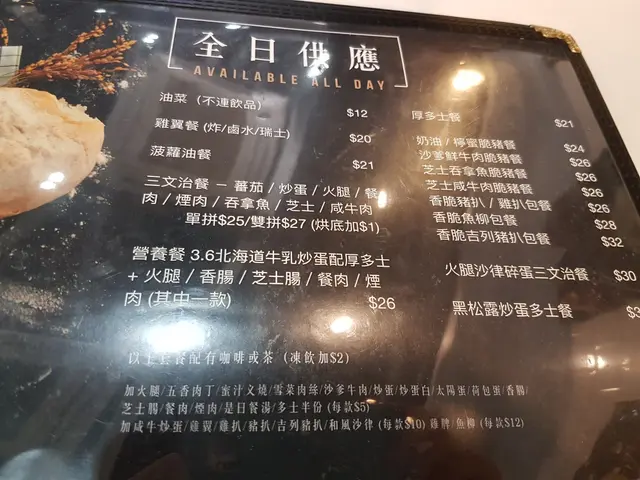 全日供應
AVAILABLE ALL DAY
油菜 (不連飲品) $12
雞翼餐 (炸/鹵水/瑞士) $20
菠蘿油餐 $21
三文治餐 - 蕃茄/炒蛋/火腿/餐
肉/煙肉/吞拿魚/芝士/咸牛肉
單拼$25/雙拼$27 (烘底加$1)
營養餐 3.6北海道牛乳炒蛋配厚多士
+ 火腿/香腸/芝士腸/餐肉/煙
肉 (其中一款) $26
厚多士餐 $21
奶油/檸蜜脆豬餐 $24
沙爹鮮牛肉脆豬餐 $26
芝士吞拿魚脆豬餐 $26
芝士咸牛肉脆豬餐 $26
香脆豬扒/雞扒包餐 $26
香脆魚柳包餐 $28
香脆吉列豬扒包餐 $32
火腿沙律碎蛋三文治餐 $30
黑松露炒蛋多士餐
以上套餐配有咖啡或茶 (凍飲加$2)
加火腿/五香肉丁/蜜汁叉燒/雪菜肉絲/沙爹牛肉/炒蛋/炒蛋白/太陽蛋/荷包蛋/香腸/
芝士腸/餐肉/煙肉/是日餐湯/多士半份 (每款$5)
加咸牛炒蛋/雞翼/雞扒/豬扒/吉列豬扒/和風沙律 (每款$10) 雞髀/魚柳 (每款$12)